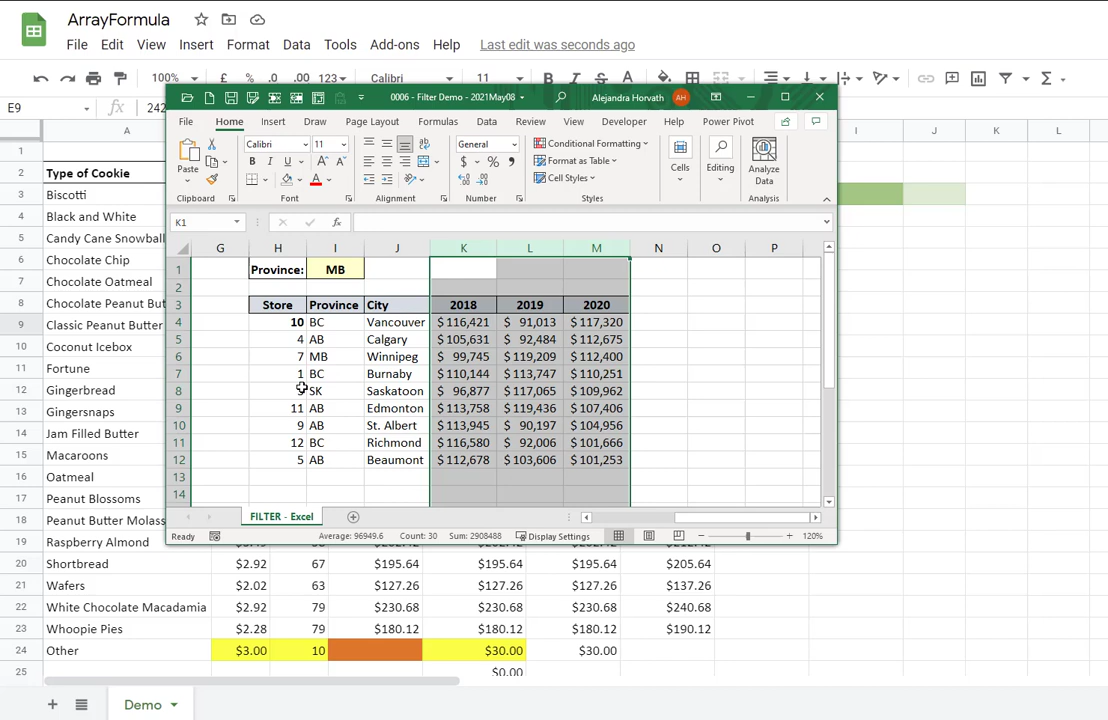 ArrayFormula
File Edit View Insert Format Data Tools Add-ons Help Last edit was seconds ago
100% £ % .0 .00 123 Calibri 11 B I S A
E9 fx 242
0006 - Filter Demo - 2021May08 Alejandra Horvath AH
File Home Insert Draw Page Layout Formulas Data Review View Developer Help Power Pivot
Paste Calibri 11 B I U A A A General $ % , Conditional Formatting Format as Table Cell Styles Cells Editing Analyze Data
Clipboard Font Alignment Number Styles Analysis
K1 fx
G H I J K L M N O P
1 Province: MB
2
3 Store Province City 2018 2019 2020
4 10 BC Vancouver $ 116,421 $ 91,013 $ 117,320
5 4 AB Calgary $ 105,631 $ 92,484 $ 112,675
6 7 MB Winnipeg $ 99,745 $ 119,209 $ 112,400
7 1 BC Burnaby $ 110,144 $ 113,747 $ 110,251
8 SK Saskatoon $ 96,877 $ 117,065 $ 109,962
9 11 AB Edmonton $ 113,758 $ 119,436 $ 107,406
10 9 AB St. Albert $ 113,945 $ 90,197 $ 104,956
11 12 BC Richmond $ 116,580 $ 92,006 $ 101,666
12 5 AB Beaumont $ 112,678 $ 103,606 $ 101,253
13
14
FILTER - Excel
Ready Average: 96949.6 Count: 30 Sum: 2908488 Display Settings 120%
A I J K L
1
2 Type of Cookie
3 Biscotti
4 Black and White
5 Candy Cane Snowball
6 Chocolate Chip
7 Chocolate Oatmeal
8 Chocolate Peanut But
9 Classic Peanut Butter
10 Coconut Icebox
11 Fortune
12 Gingerbread
13 Gingersnaps
14 Jam Filled Butter
15 Macaroons
16 Oatmeal
17 Peanut Blossoms
18 Peanut Butter Molass
19 Raspberry Almond
20 Shortbread $2.92 67 $195.64 $195.64 $195.64 $205.64
21 Wafers $2.02 63 $127.26 $127.26 $127.26 $137.26
22 White Chocolate Macadamia $2.92 79 $230.68 $230.68 $230.68 $240.68
23 Whoopie Pies $2.28 79 $180.12 $180.12 $180.12 $190.12
24 Other $3.00 10 $30.00 $30.00
25 $0.00
Demo